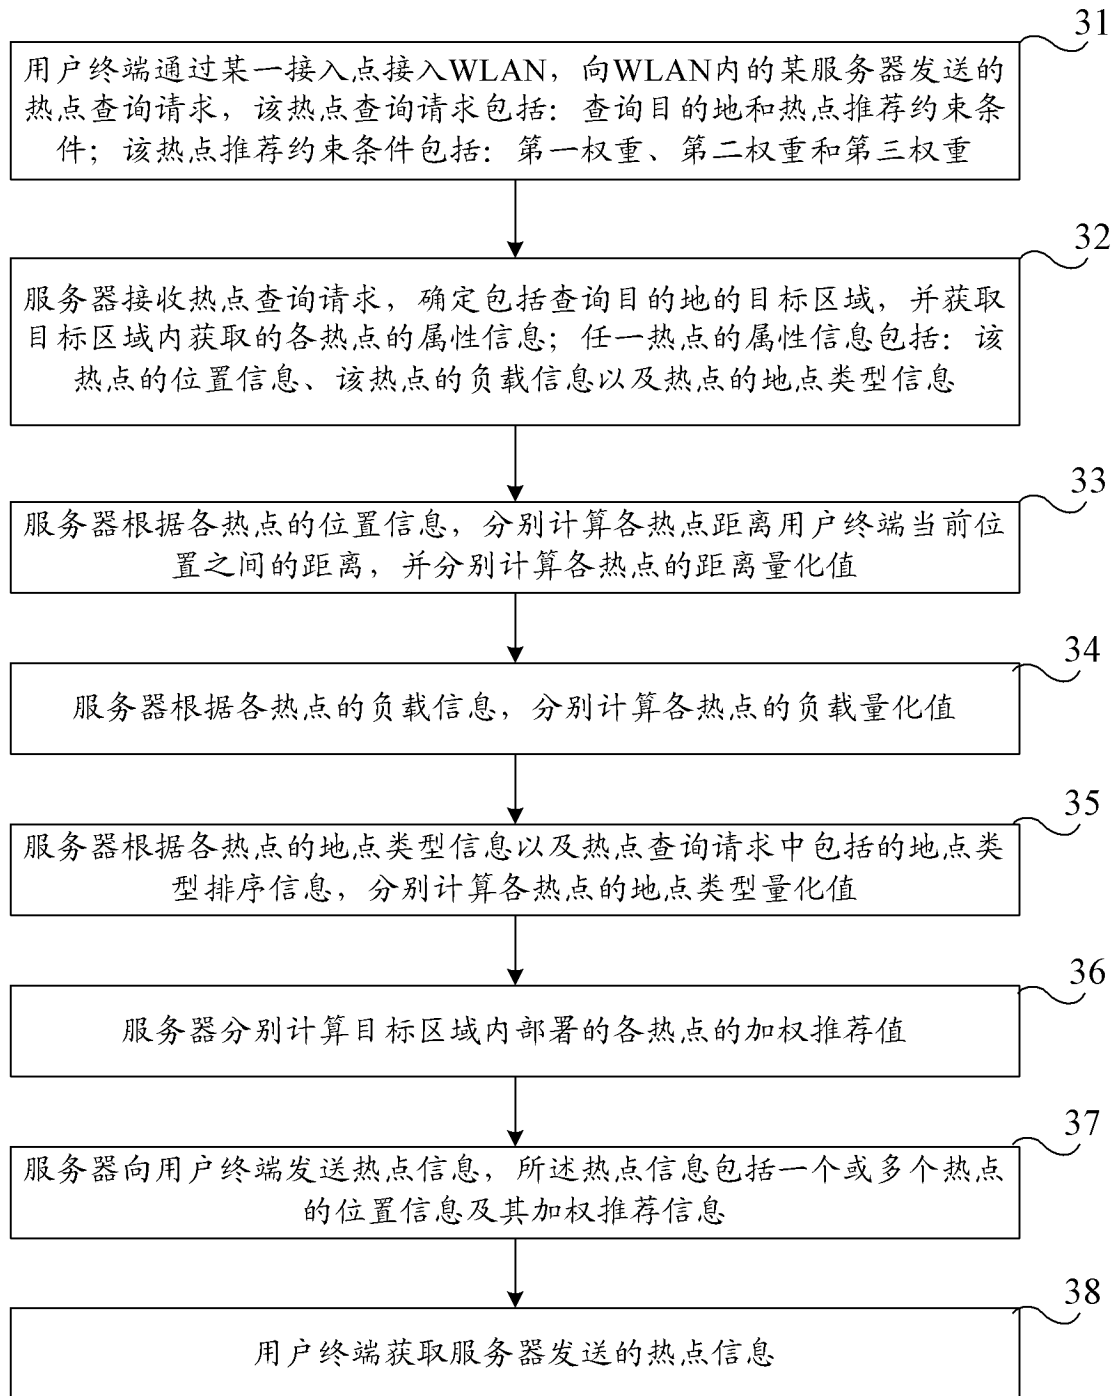 31
用户终端通过某一接入点接入WLAN，向WLAN内的某服务器发送的
热点查询请求，该热点查询请求包括：查询目的地和热点推荐约束条
件；该热点推荐约束条件包括：第一权重、第二权重和第三权重
32
服务器接收热点查询请求，确定包括查询目的地的目标区域，并获取
目标区域内获取的各热点的属性信息；任一热点的属性信息包括：该
热点的位置信息、该热点的负载信息以及热点的地点类型信息
33
服务器根据各热点的位置信息，分别计算各热点距离用户终端当前位
置之间的距离，并分别计算各热点的距离量化值
34
服务器根据各热点的负载信息，分别计算各热点的负载量化值
35
服务器根据各热点的地点类型信息以及热点查询请求中包括的地点类
型排序信息，分别计算各热点的地点类型量化值
36
服务器分别计算目标区域内部署的各热点的加权推荐值
37
服务器向用户终端发送热点信息，所述热点信息包括一个或多个热点
的位置信息及其加权推荐信息
38
用户终端获取服务器发送的热点信息